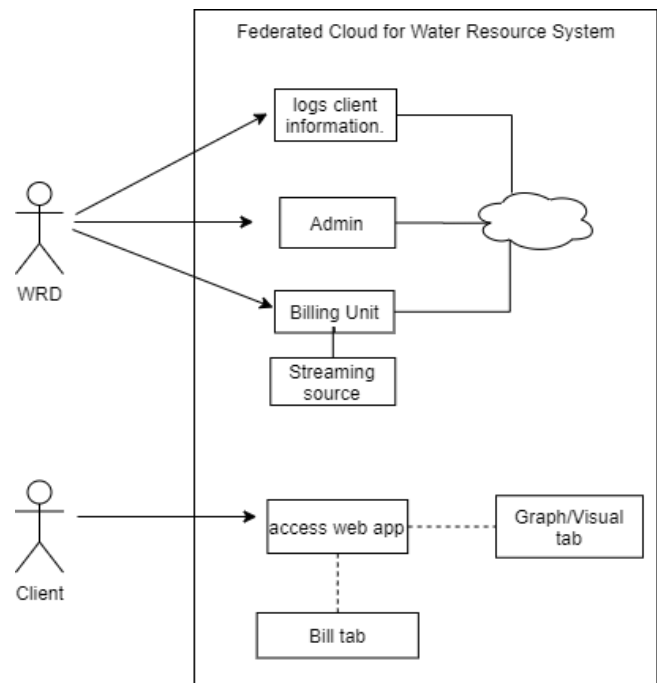 Federated Cloud for Water Resource System
logs client
information.
Admin
WRD
Billing Unit
Streaming
source
access web app
Graph/Visual
tab
Client
Bill tab